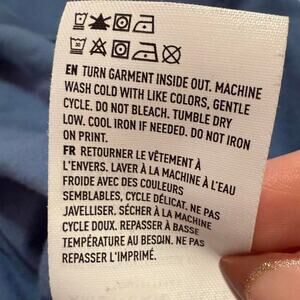 EN TURN GARMENT INSIDE OUT. MACHINE
WASH COLD WITH LIKE COLORS, GENTLE
CYCLE. DO NOT BLEACH. TUMBLE DRY
LOW. COOL IRON IF NEEDED. DO NOT IRON
ON PRINT.
FR RETOURNER LE VÊTEMENT À
L'ENVERS. LAVER À LA MACHINE À L'EAU
FROIDE AVEC DES COULEURS
SEMBLABLES, CYCLE DÉLICAT. NE PAS
JAVELLISER. SÉCHER À LA MACHINE
CYCLE DOUX. REPASSER À BASSE
TEMPÉRATURE AU BESOIN. NE PAS
REPASSER L'IMPRIMÉ.